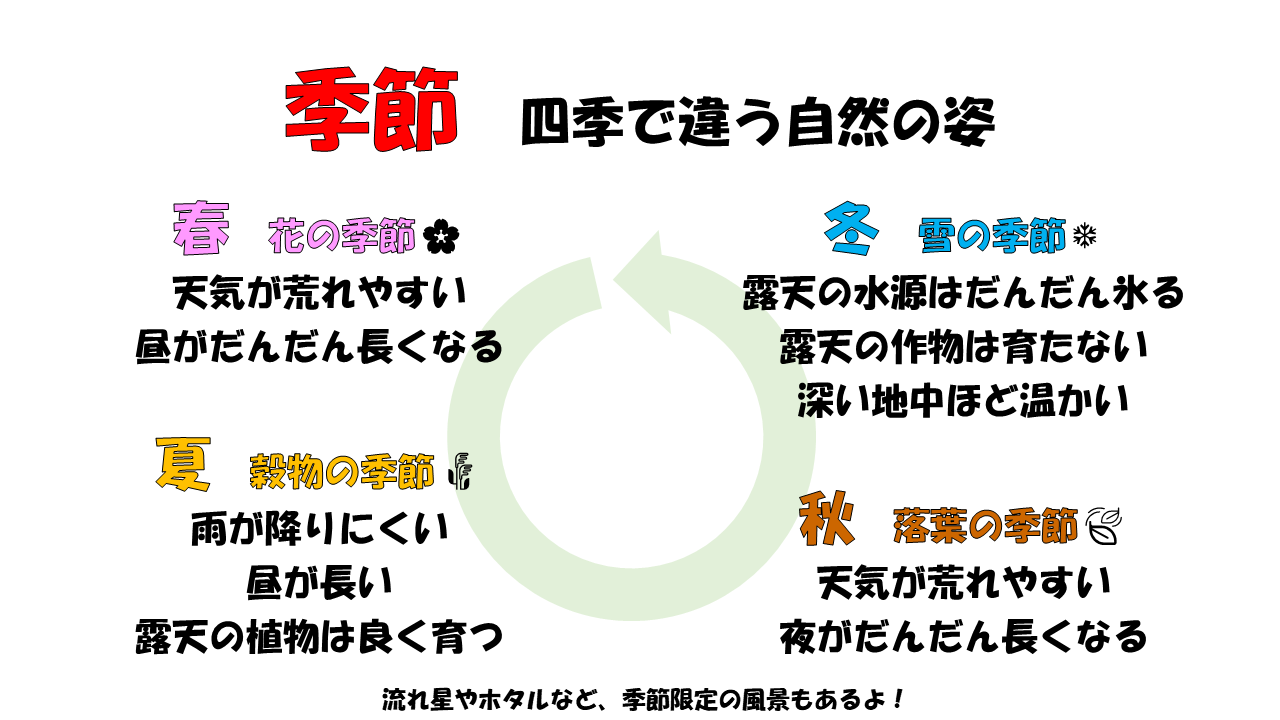 季節 四季で違う自然の姿
春 花の季節
天気が荒れやすい
昼がだんだん長くなる
夏 穀物の季節
雨が降りにくい
昼が長い
露天の植物は良く育つ
冬 雪の季節
露天の水源はだんだん氷る
露天の作物は育たない
深い地中ほど温かい
秋 落葉の季節
天気が荒れやすい
夜がだんだん長くなる
流れ星やホタルなど、季節限定の風景もあるよ！